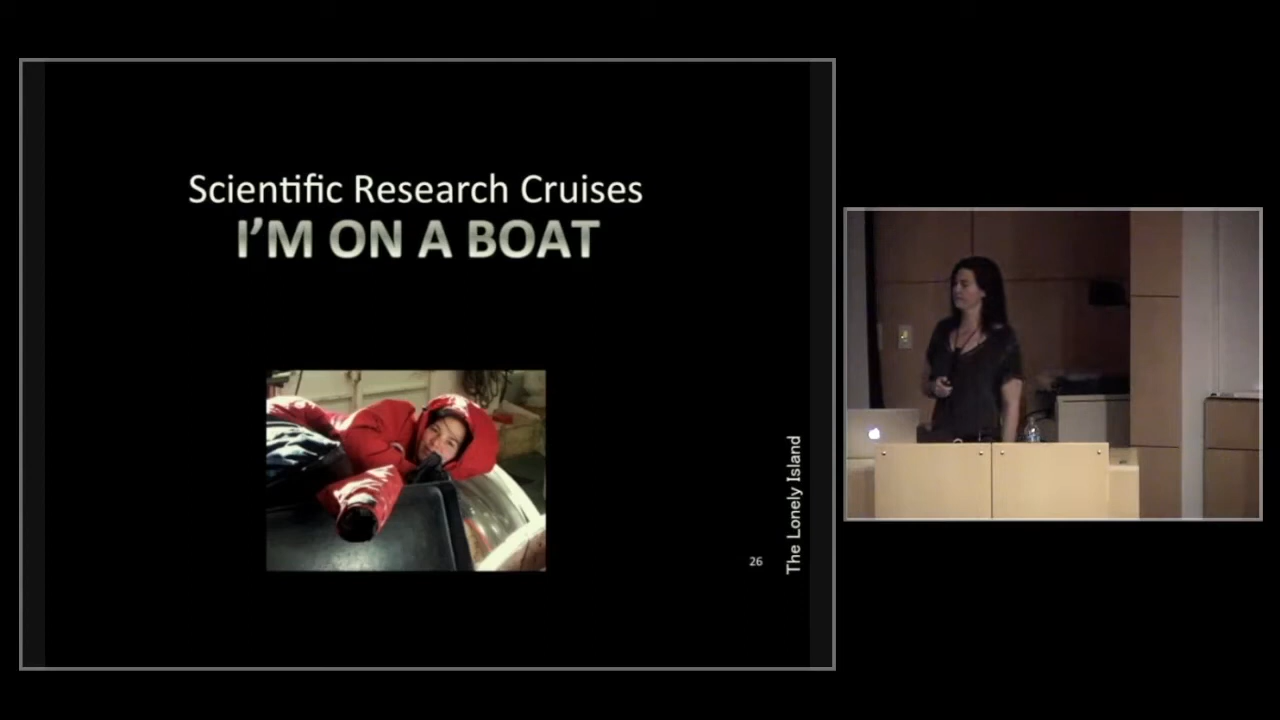 Scientific Research Cruises
I'M ON A BOAT
The Lonely Island
26